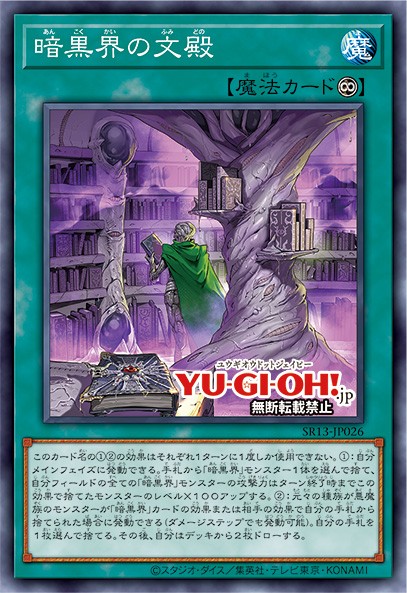 暗黒界の文殿
【魔法カード】
ユウギオウドットジェイピー
YU-GI-OH!.jp
無断転載禁止
SR13-JP026
このカード名の①②の効果はそれぞれ1ターンに1度しか使用できない。①：自分
メインフェイズに発動できる。手札から「暗黒界」モンスター1体を選んで捨て、
自分フィールドの全ての「暗黒界」モンスターの攻撃力はターン終了時までこの
効果で捨てたモンスターのレベル×100アップする。②：元々の種族が悪魔
族のモンスターが「暗黒界」カードの効果または相手の効果で自分の手札から
捨てられた場合に発動できる（ダメージステップでも発動可能）。自分の手札を
1枚選んで捨てる。その後、自分はデッキから2枚ドローする。
©スタジオ・ダイス／集英社・テレビ東京・KONAMI